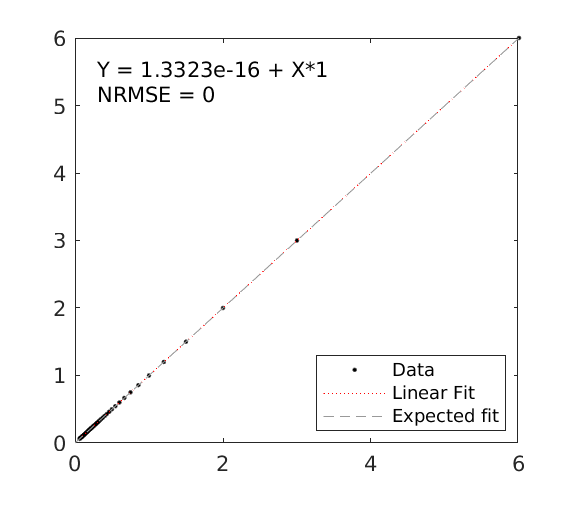 6
Y = 1.3323e-16 + X*1
NRMSE = 0
5
4
3
2
1
Data
Linear Fit
Expected fit
0
0 2 4 6